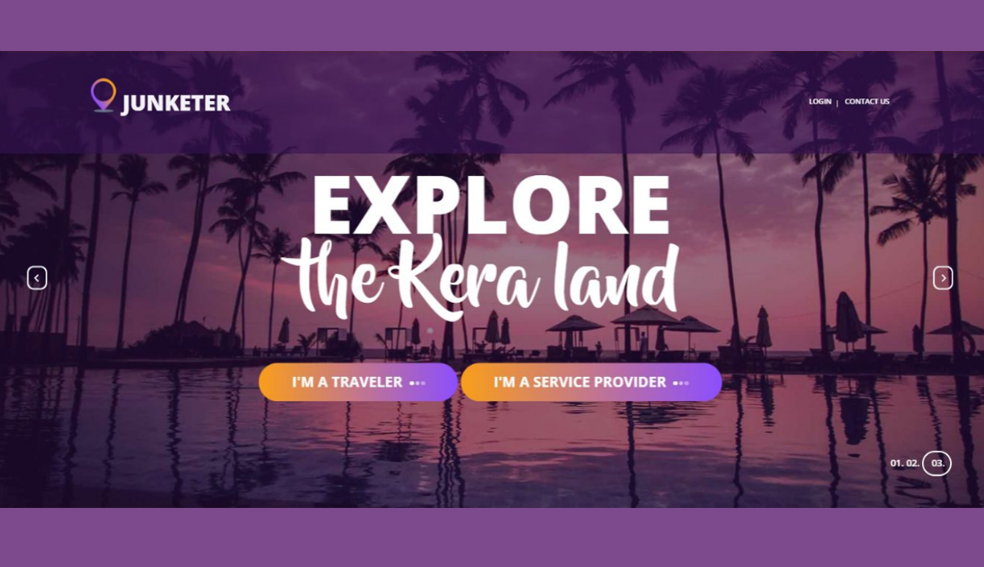 JUNKETER
LOGIN | CONTACT US
EXPLORE
the Kera land
I'M A TRAVELER
I'M A SERVICE PROVIDER
01. 02. 03.